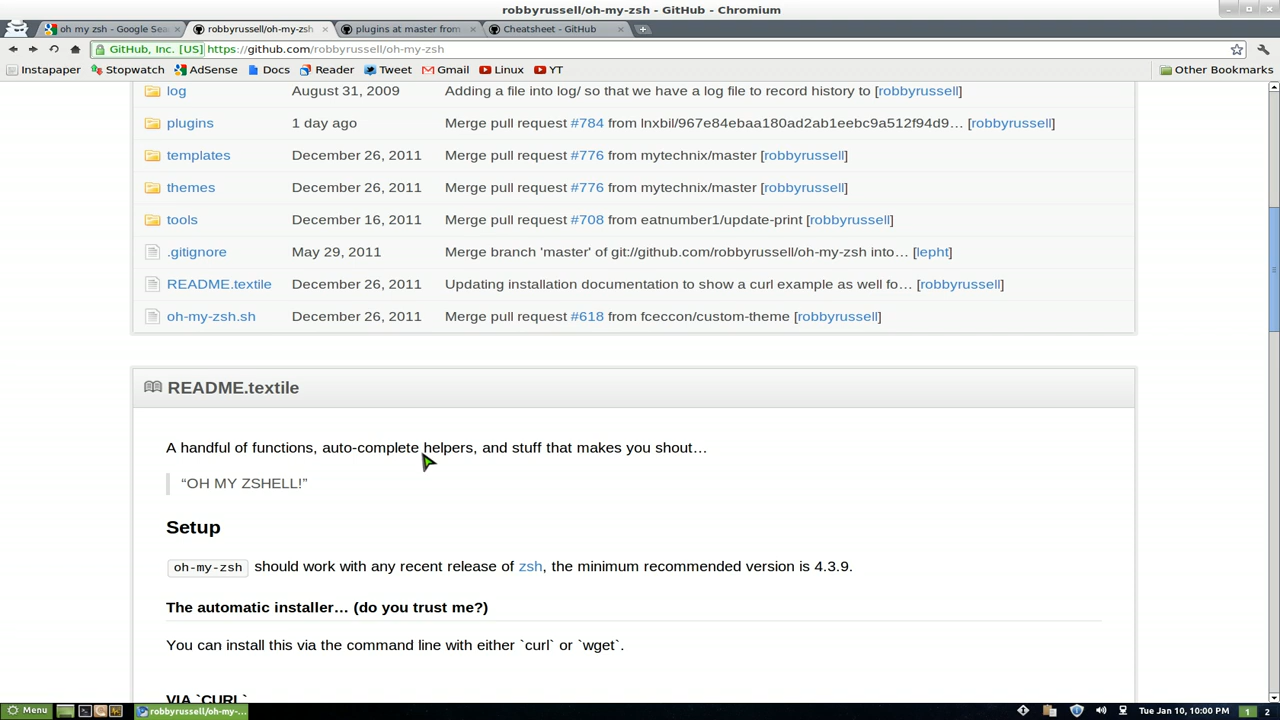 robbyrussell/oh-my-zsh - GitHub - Chromium
oh my zsh - Google Sea
robbyrussell/oh-my-zsh - GitHub
plugins at master from
Cheatsheet - GitHub
GitHub, Inc. [US] https://github.com/robbyrussell/oh-my-zsh
Instapaper Stopwatch AdSense Docs Reader Tweet Gmail Linux YT Other Bookmarks
log August 31, 2009 Adding a file into log/ so that we have a log file to record history to [robbyrussell]
plugins 1 day ago Merge pull request #784 from lnxbil/967e84ebaa180ad2ab1eebc9a512f94d9… [robbyrussell]
templates December 26, 2011 Merge pull request #776 from mytechnix/master [robbyrussell]
themes December 26, 2011 Merge pull request #776 from mytechnix/master [robbyrussell]
tools December 16, 2011 Merge pull request #708 from eatnumber1/update-print [robbyrussell]
.gitignore May 29, 2011 Merge branch 'master' of git://github.com/robbyrussell/oh-my-zsh into… [lepht]
README.textile December 26, 2011 Updating installation documentation to show a curl example as well fo… [robbyrussell]
oh-my-zsh.sh December 26, 2011 Merge pull request #618 from fceccon/custom-theme [robbyrussell]
README.textile
A handful of functions, auto-complete helpers, and stuff that makes you shout…
“OH MY ZSHELL!”
Setup
oh-my-zsh should work with any recent release of zsh, the minimum recommended version is 4.3.9.
The automatic installer… (do you trust me?)
You can install this via the command line with either `curl` or `wget`.
VIA `CURL`
Menu robbyrussell/oh-my-... Tue Jan 10, 10:00 PM 1 2